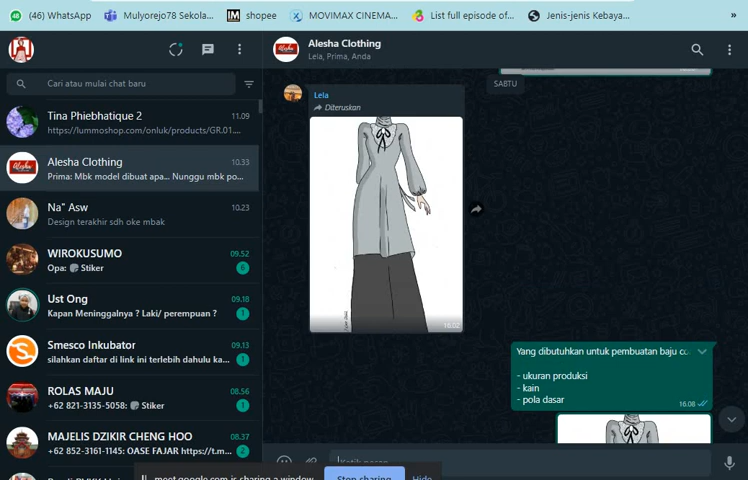 (46) WhatsApp
Mulyorejo78 Sekola...
shopee
MOVIMAX CINEMA...
List full episode of...
Jenis-jenis Kebaya...
»
Cari atau mulai chat baru
Tina Phiebhatique 2
11.09
https://lummoshop.com/onluk/products/GR.01....
Alesha Clothing
10.33
Prima: Mbk model dibuat apa... Nunggu mbk po...
Na" Asw
10.23
Design terakhir sdh oke mbak
WIROKUSUMO
09.52
Opa: Stiker
6
Ust Ong
09.18
Kapan Meninggalnya ? Laki/ perempuan ?
1
Smesco Inkubator
09.13
silahkan daftar di link ini terlebih dahulu ka...
1
ROLAS MAJU
08.56
+62 821-3135-5058: Stiker
1
MAJELIS DZIKIR CHENG HOO
08.37
+62 852-3161-1145: OASE FAJAR https://t.m...
2
Alesha Clothing
Lela, Prima, Anda
SABTU
Lela
Diteruskan
16.02
Yang dibutuhkan untuk pembuatan baju co
- ukuran produksi
- kain
- pola dasar
16.08
meet.google.com is sharing a window.
Stop sharing
Hide